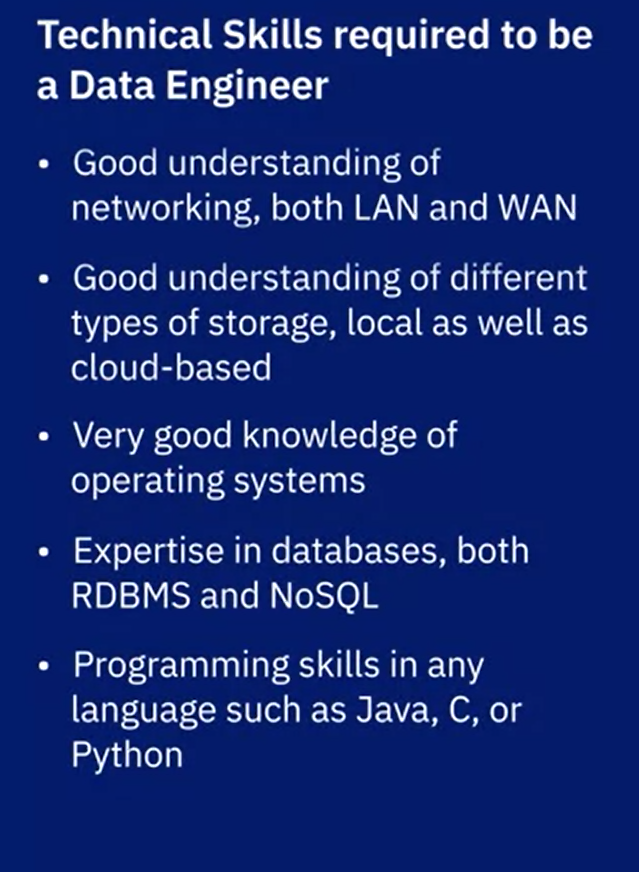 Technical Skills required to be
a Data Engineer
• Good understanding of
networking, both LAN and WAN
• Good understanding of different
types of storage, local as well as
cloud-based
• Very good knowledge of
operating systems
• Expertise in databases, both
RDBMS and NoSQL
• Programming skills in any
language such as Java, C, or
Python